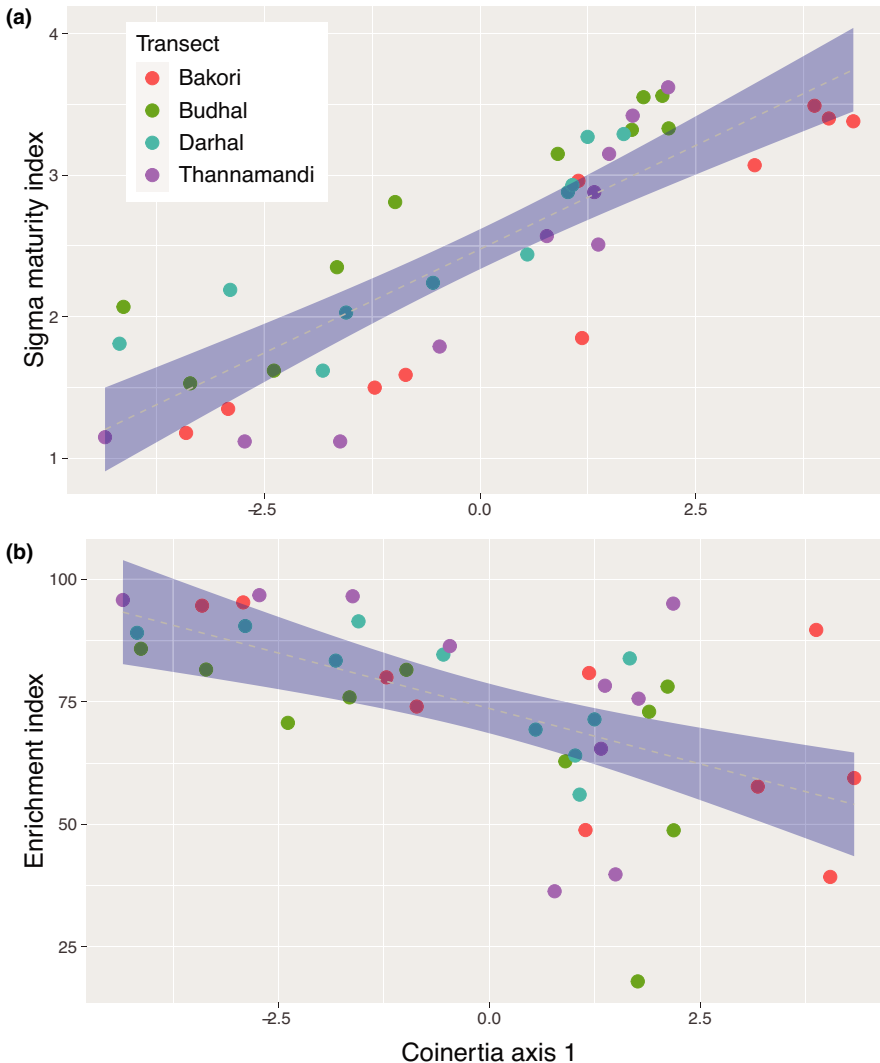 (a)
Transect
Bakori
Budhal
Darhal
Thannamandi
Sigma maturity index
4
3
2
1
−2.5 0.0 2.5
(b)
Enrichment index
100
75
50
25
−2.5 0.0 2.5
Coinertia axis 1